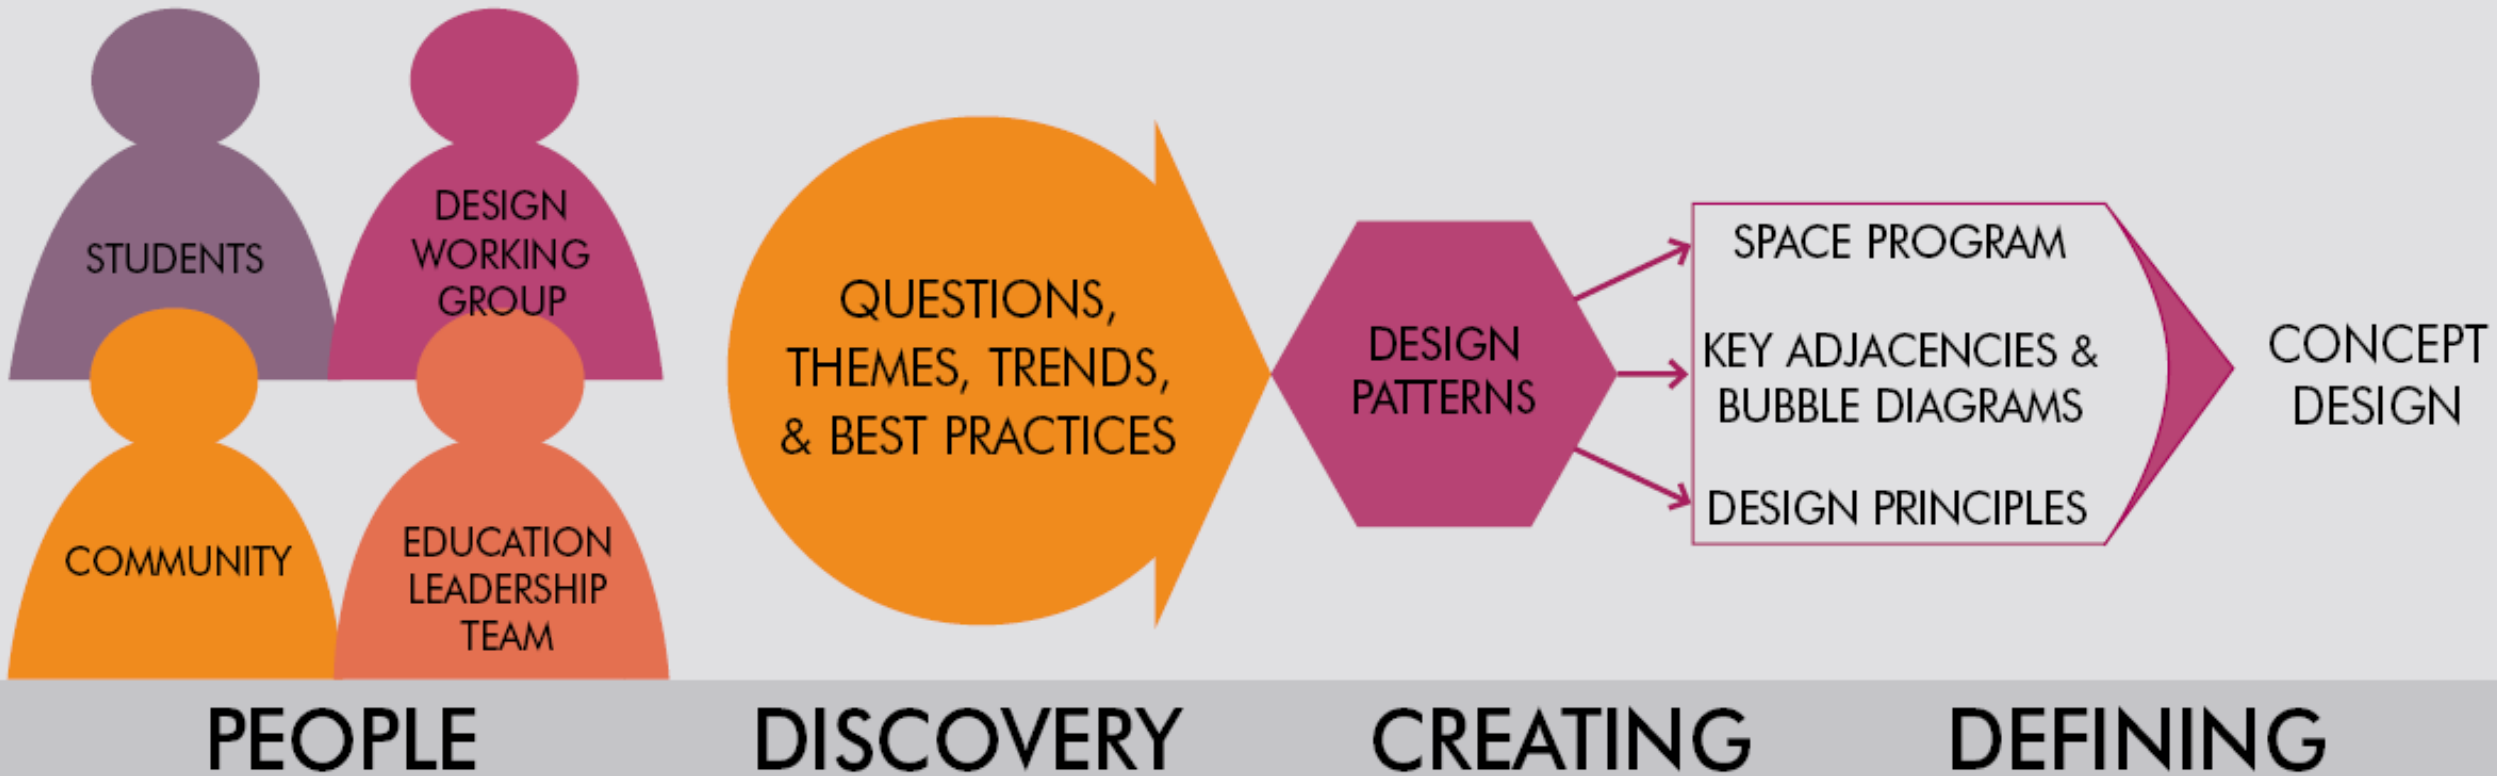 STUDENTS
DESIGN
WORKING
GROUP
COMMUNITY
EDUCATION
LEADERSHIP
TEAM
QUESTIONS,
THEMES, TRENDS,
& BEST PRACTICES
DESIGN
PATTERNS
SPACE PROGRAM
KEY ADJACENCIES &
BUBBLE DIAGRAMS
DESIGN PRINCIPLES
CONCEPT
DESIGN
PEOPLE
DISCOVERY
CREATING
DEFINING